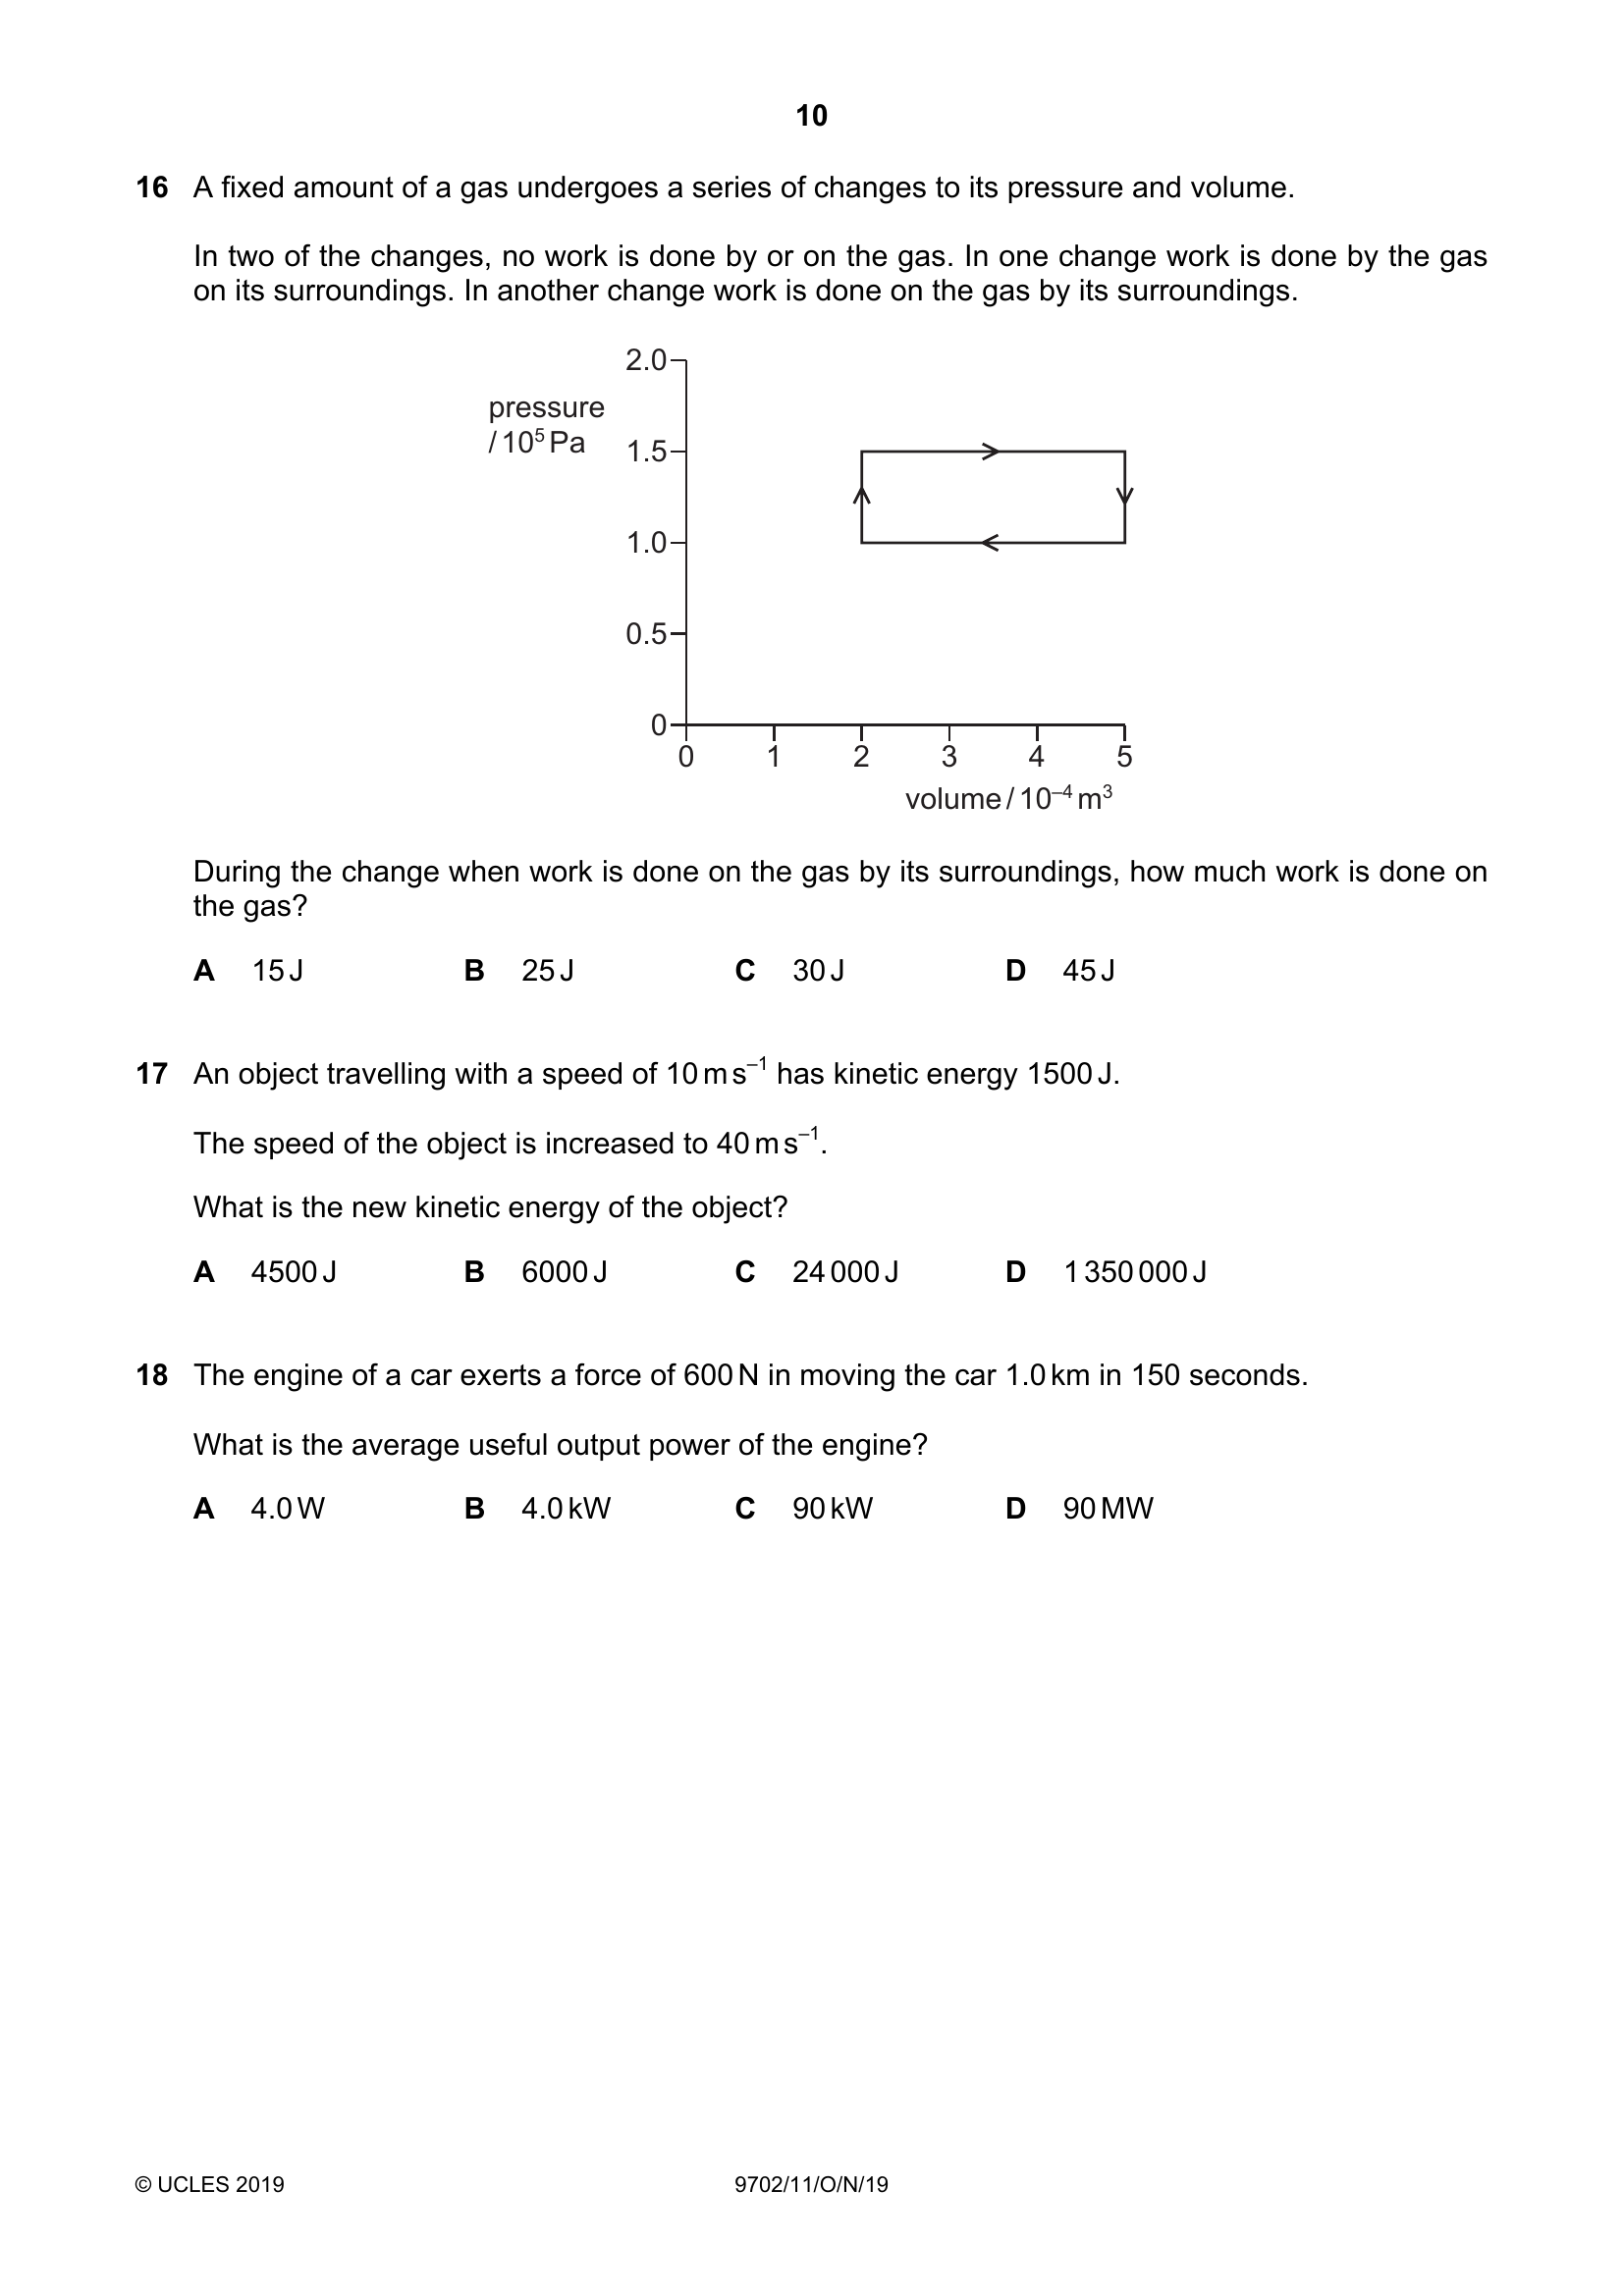 10
16 A fixed amount of a gas undergoes a series of changes to its pressure and volume.
In two of the changes, no work is done by or on the gas. In one change work is done by the gas
on its surroundings. In another change work is done on the gas by its surroundings.
2.0
pressure
/ 10⁵ Pa
1.5
1.0
0.5
0
0 1 2 3 4 5
volume / 10⁻⁴ m³
During the change when work is done on the gas by its surroundings, how much work is done on
the gas?
A 15 J B 25 J C 30 J D 45 J
17 An object travelling with a speed of 10 m s⁻¹ has kinetic energy 1500 J.
The speed of the object is increased to 40 m s⁻¹.
What is the new kinetic energy of the object?
A 4500 J B 6000 J C 24 000 J D 1 350 000 J
18 The engine of a car exerts a force of 600 N in moving the car 1.0 km in 150 seconds.
What is the average useful output power of the engine?
A 4.0 W B 4.0 kW C 90 kW D 90 MW
© UCLES 2019 9702/11/O/N/19